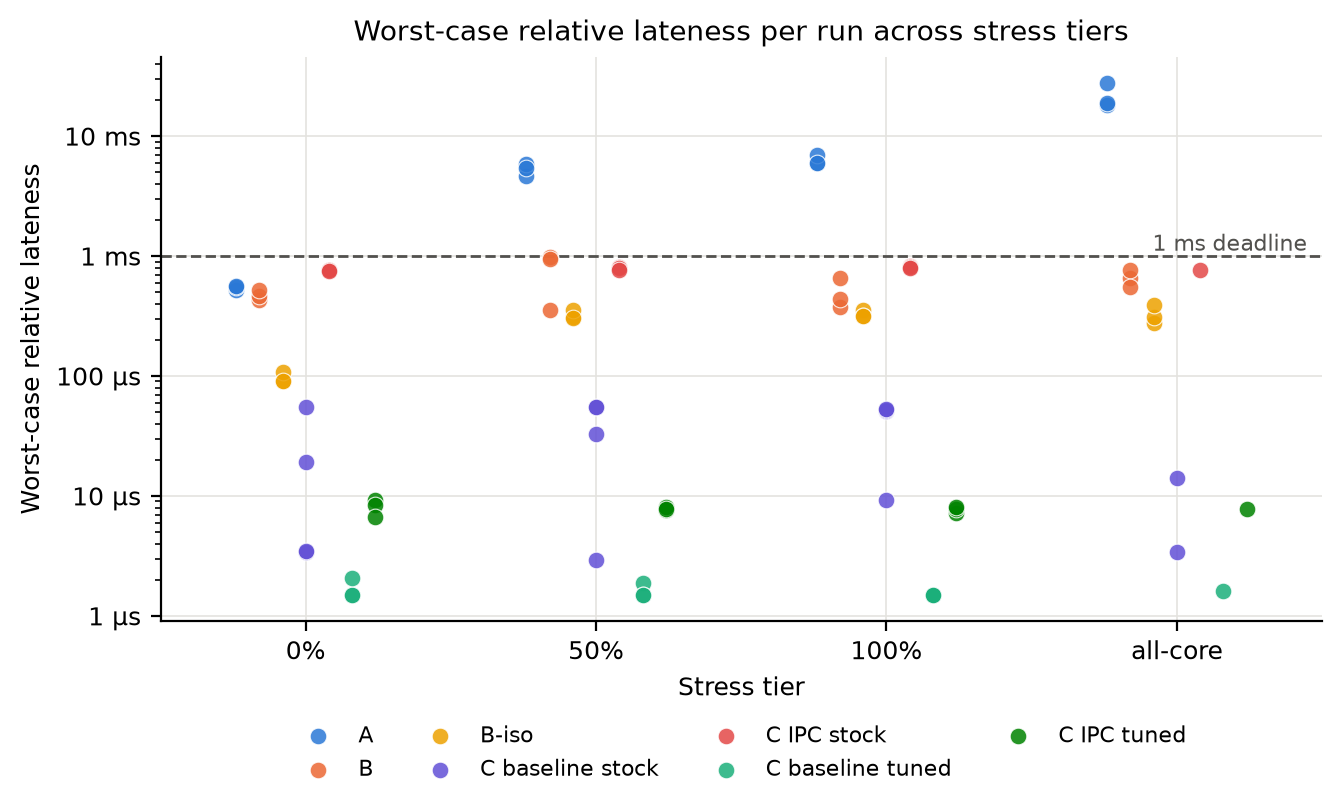 Worst-case relative lateness per run across stress tiers
Worst-case relative lateness
10 ms
1 ms
100 µs
10 µs
1 µs
1 ms deadline
0%
50%
100%
all-core
Stress tier
A
B-iso
C IPC stock
C IPC tuned
B
C baseline stock
C baseline tuned